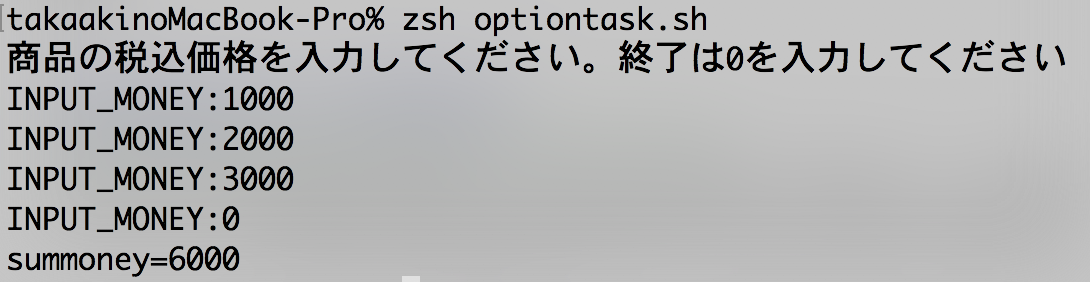 takaakinoMacBook-Pro% zsh optiontask.sh
商品の税込価格を入力してください。終了は0を入力してください
INPUT_MONEY:1000
INPUT_MONEY:2000
INPUT_MONEY:3000
INPUT_MONEY:0
summoney=6000